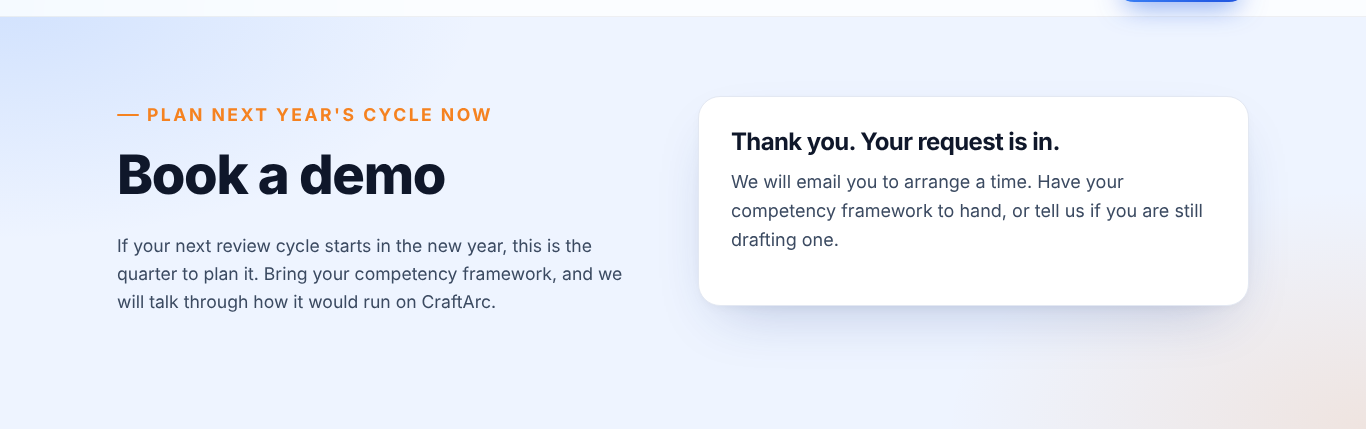 — PLAN NEXT YEAR'S CYCLE NOW
Book a demo
If your next review cycle starts in the new year, this is the
quarter to plan it. Bring your competency framework, and we
will talk through how it would run on CraftArc.
Thank you. Your request is in.
We will email you to arrange a time. Have your
competency framework to hand, or tell us if you are still
drafting one.